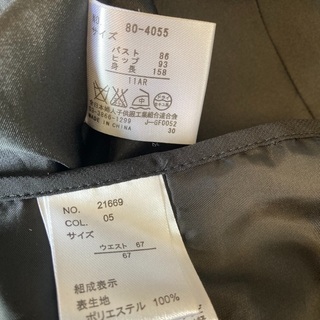 NO. 80-4055
サイズ
バスト 86
ヒップ 93
身長 158
11AR
J-GF0052
MADE IN CHINA 30
NO. 21669
COL. 05
サイズ
ウエスト 67
67
組成表示
表生地
ポリエステル 100%